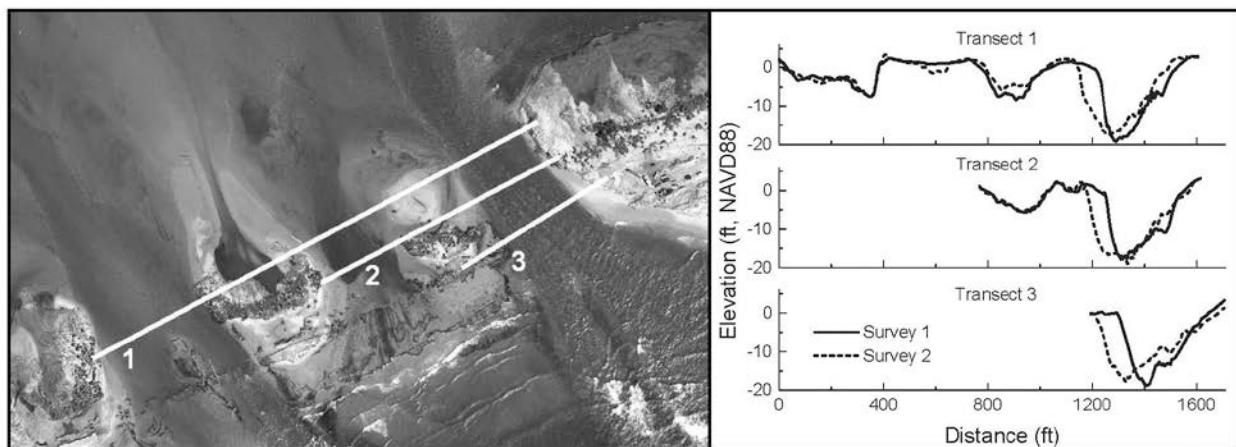 1
2
3
Elevation (ft, NAVD88)
Transect 1
0
-10
-20
Transect 2
0
-10
-20
Transect 3
0
-10
-20
Survey 1
Survey 2
0
400
800
1200
1600
Distance (ft)